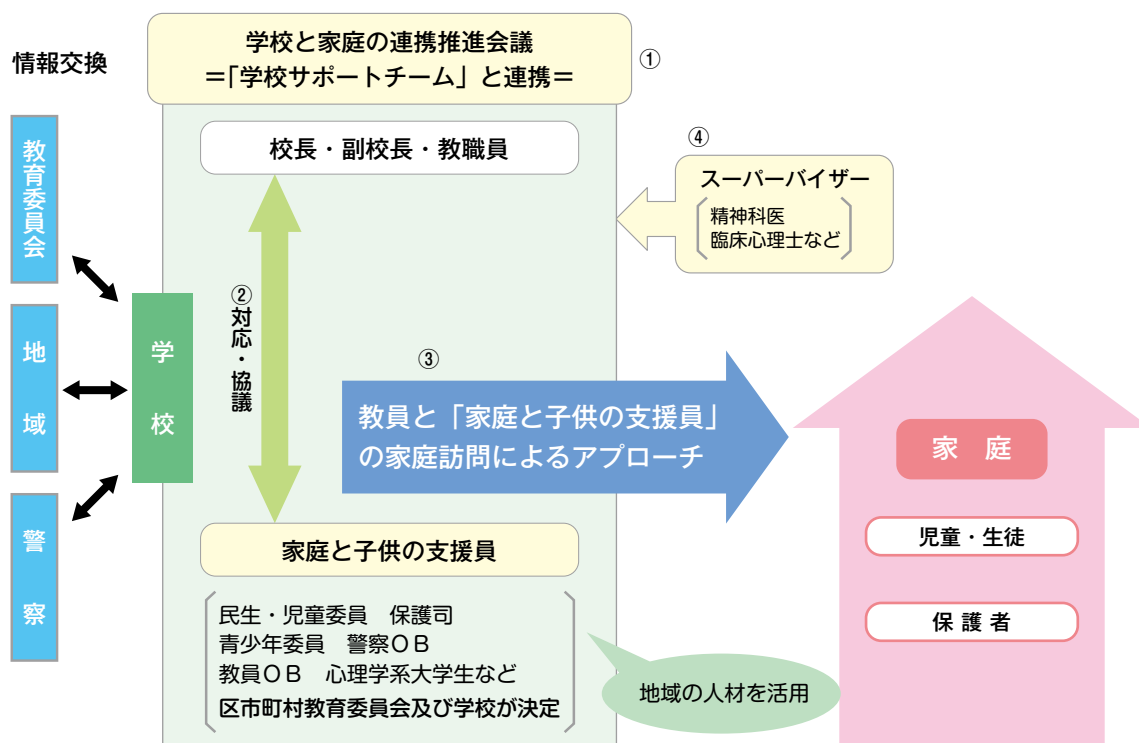 学校と家庭の連携推進会議
＝「学校サポートチーム」と連携＝
①
情報交換
教育委員会
地域
警察
学校
校長・副校長・教職員
②対応・協議
④
スーパーバイザー
精神科医
臨床心理士など
③
教員と「家庭と子供の支援員」
の家庭訪問によるアプローチ
家庭
児童・生徒
保護者
家庭と子供の支援員
民生・児童委員　保護司
青少年委員　警察ＯＢ
教員ＯＢ　心理学系大学生など
区市町村教育委員会及び学校が決定
地域の人材を活用